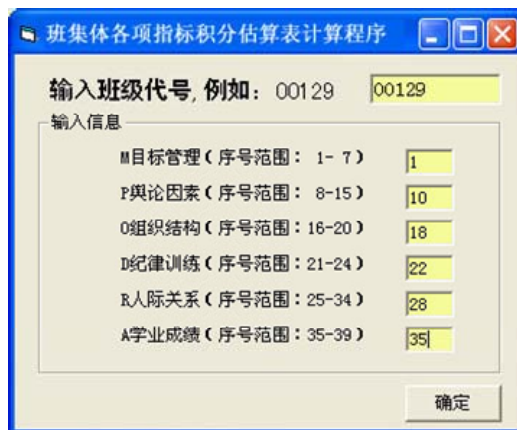 班集体各项指标积分估算表计算程序
输入班级代号,例如: 00129 00129
输入信息
M目标管理(序号范围: 1- 7) 1
P舆论因素(序号范围: 8-15) 10
O组织结构(序号范围:16-20) 18
D纪律训练(序号范围:21-24) 22
R人际关系(序号范围:25-34) 28
A学业成绩(序号范围:35-39) 35
确定